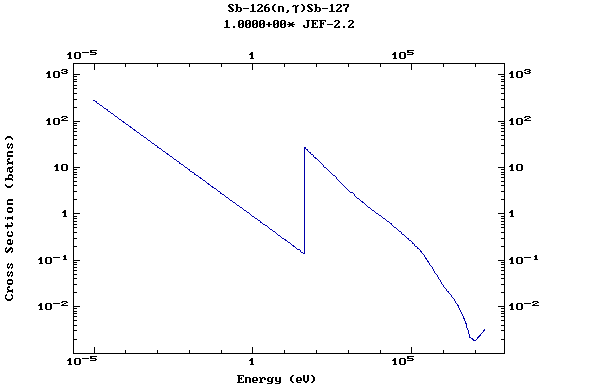 Sb-126(n,γ)Sb-127
1.0000+00* JEF-2.2
10⁻⁵ 1 10⁵
10³ 10³
10² 10²
10 10
1 1
10⁻¹ 10⁻¹
10⁻² 10⁻²
10⁻⁵ 1 10⁵
Cross Section (barns)
Energy (eV)